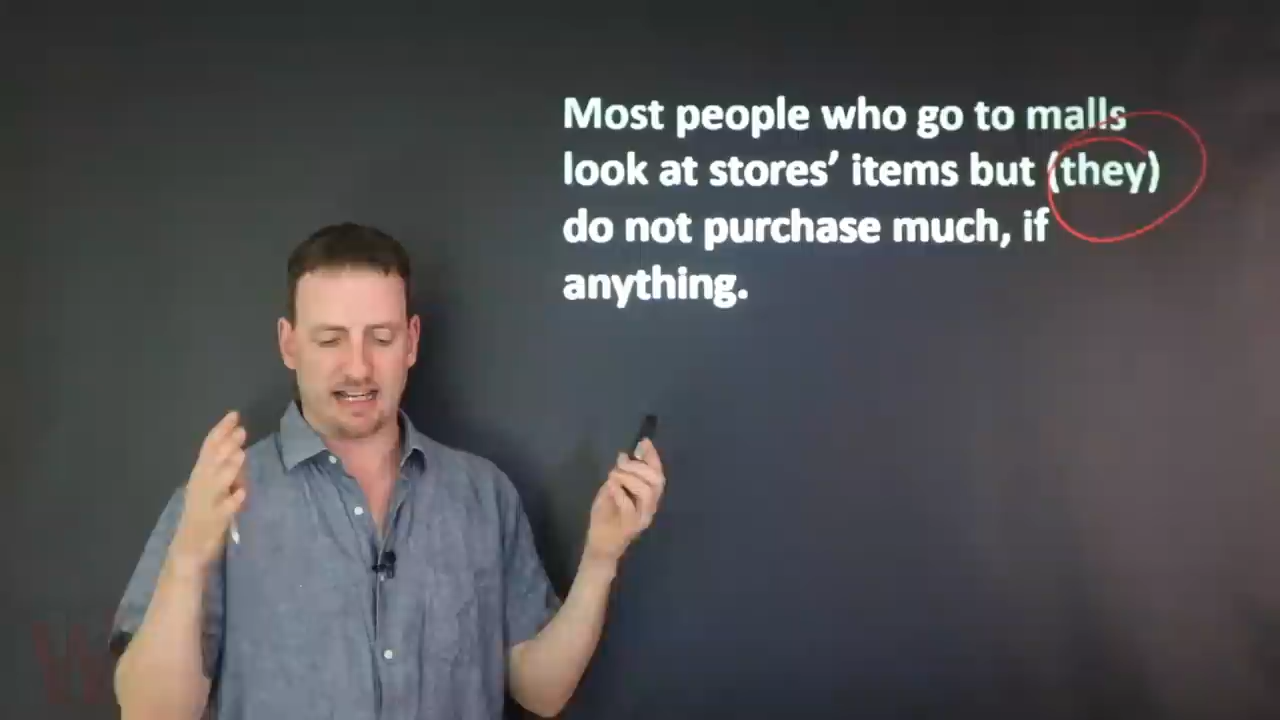 Most people who go to malls
look at stores’ items but (they)
do not purchase much, if
anything.